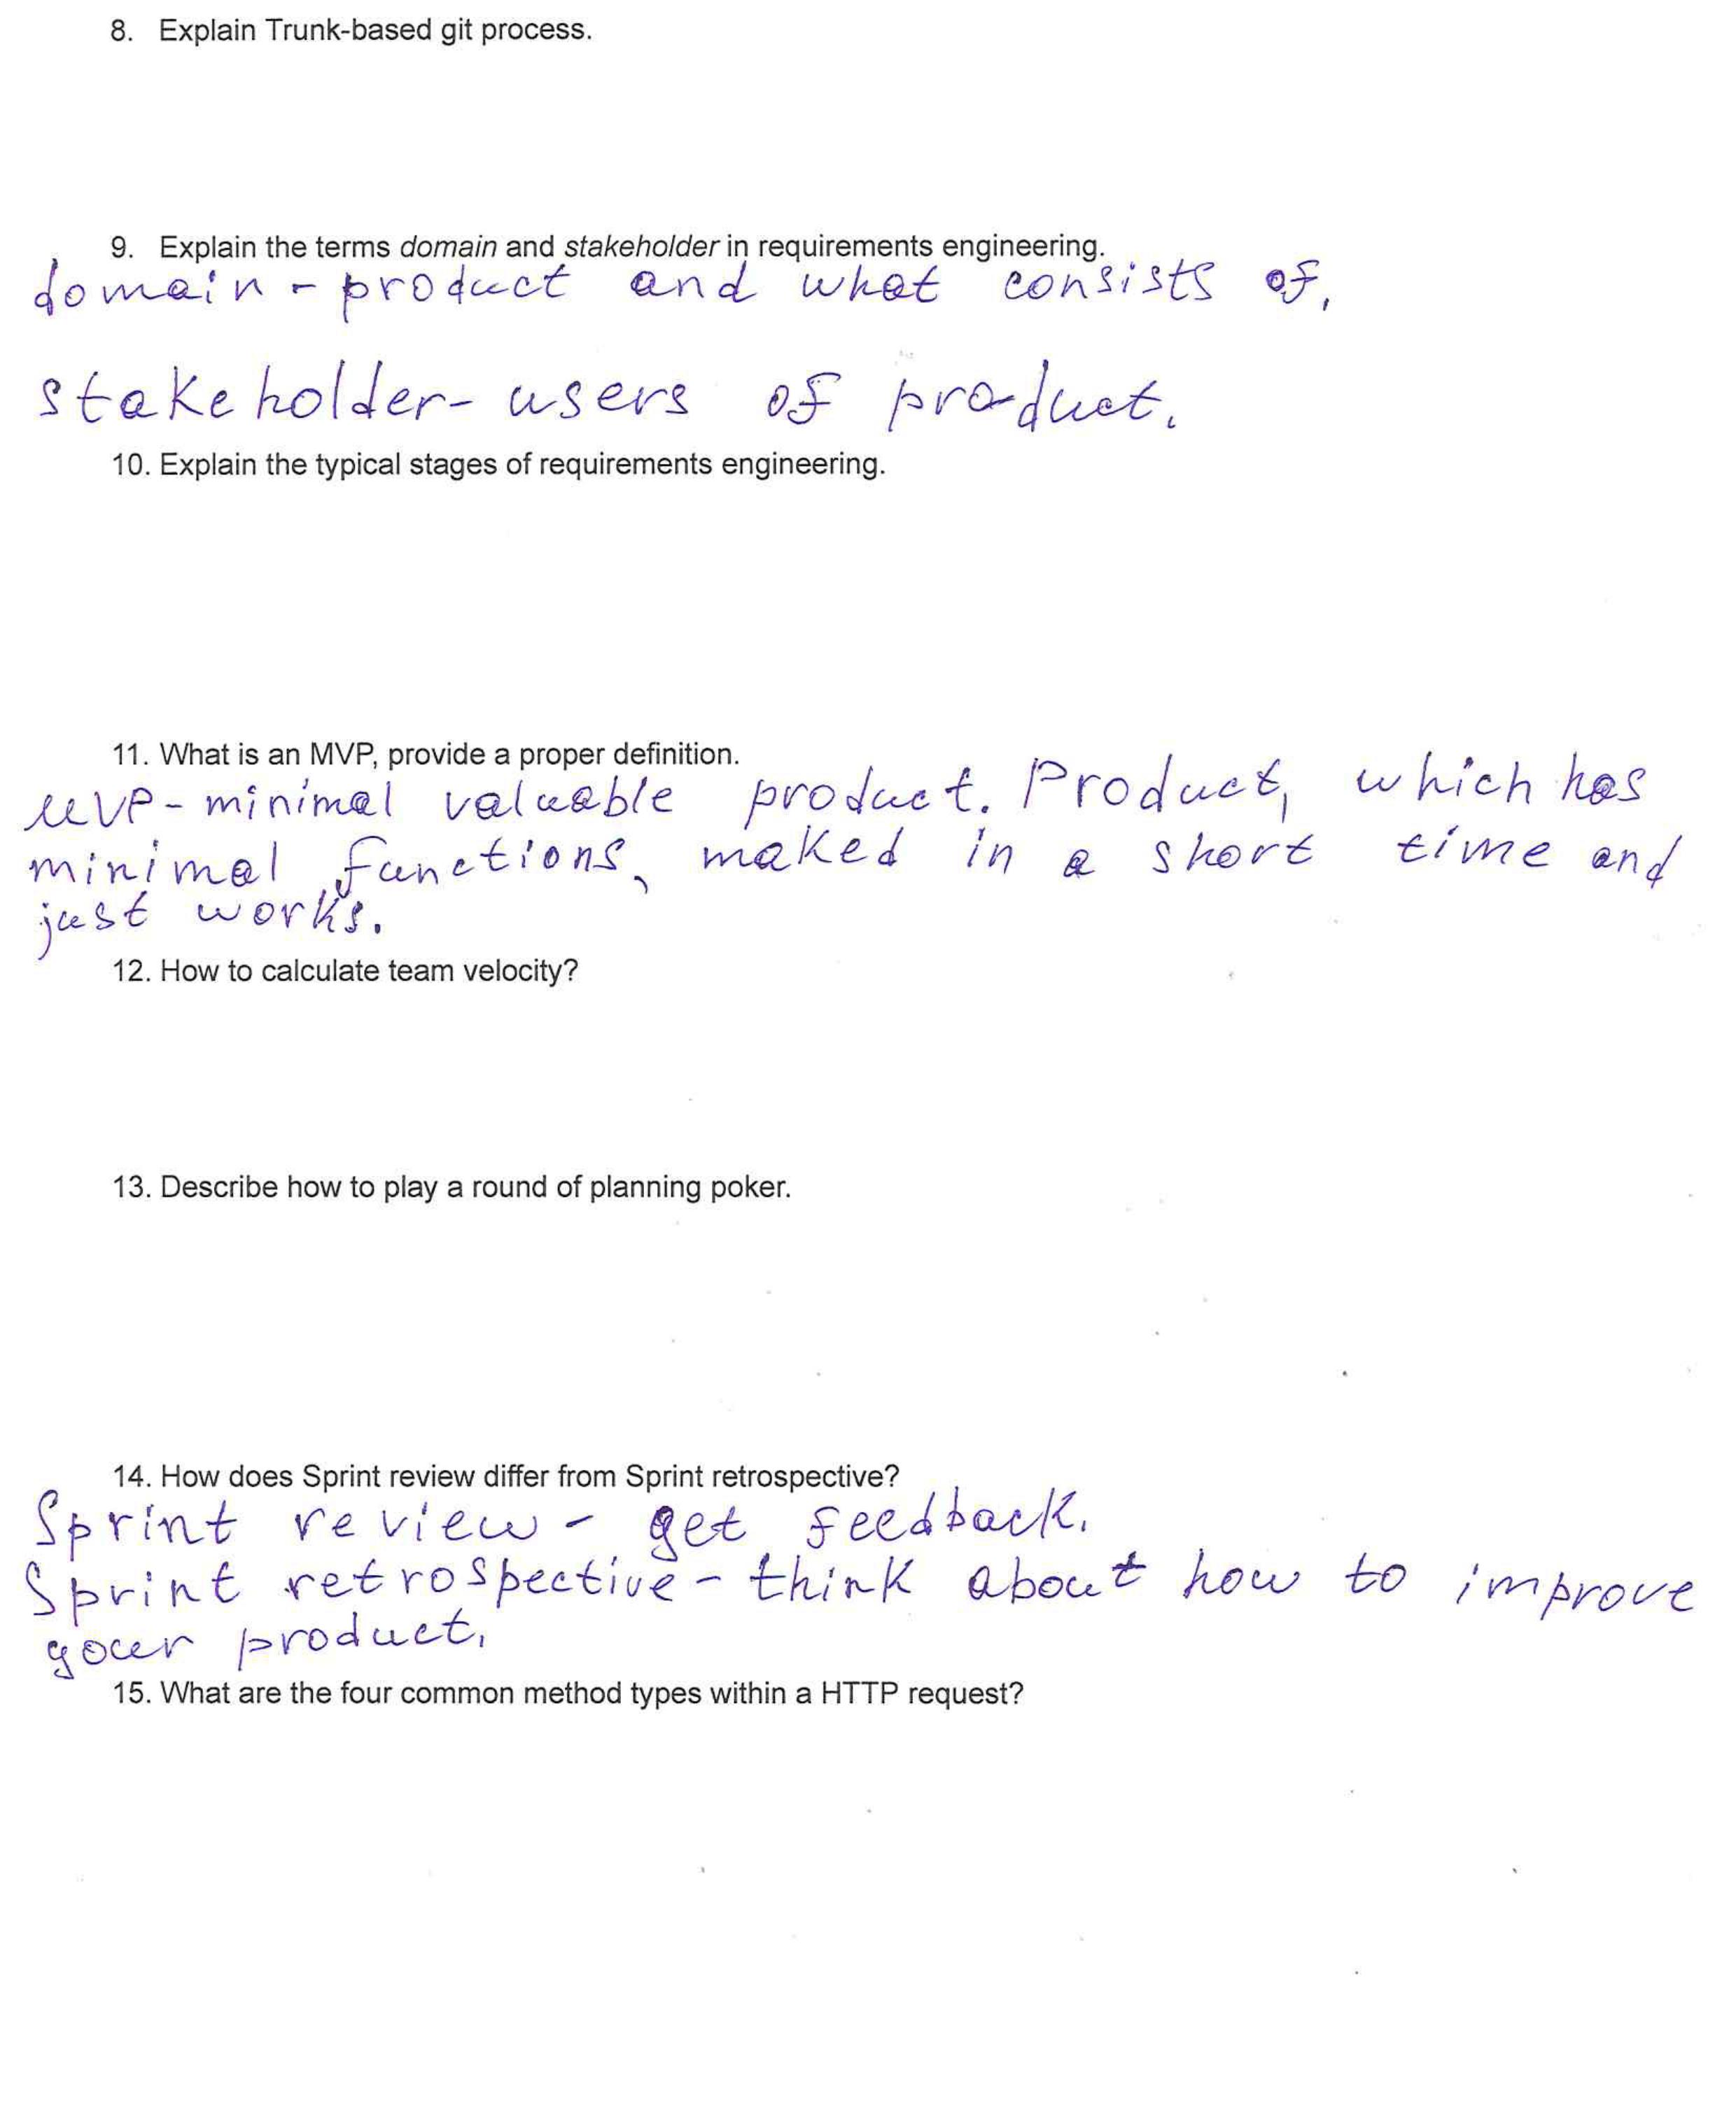 8. Explain Trunk-based git process.
9. Explain the terms domain and stakeholder in requirements engineering.
domain - product and what consists of.
stakeholder - users of product.
10. Explain the typical stages of requirements engineering.
11. What is an MVP, provide a proper definition.
MVP - minimal valuable product. Product, which has
minimal functions, maked in a short time and
just works.
12. How to calculate team velocity?
13. Describe how to play a round of planning poker.
14. How does Sprint review differ from Sprint retrospective?
Sprint review - get feedback.
Sprint retrospective - think about how to improve
your product.
15. What are the four common method types within a HTTP request?